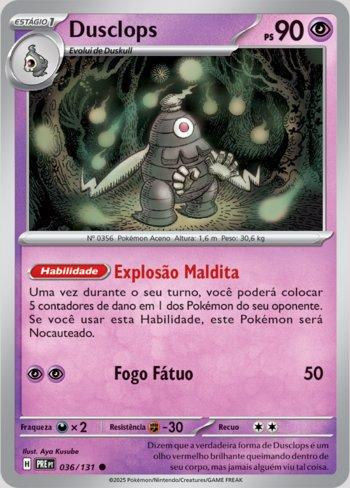 ESTÁGIO 1
Dusclops
PS 90
Evolui de Duskull
Nº 0356 Pokémon Aceno Altura: 1,6 m Peso: 30,6 kg
Habilidade Explosão Maldita
Uma vez durante o seu turno, você poderá colocar
5 contadores de dano em 1 dos Pokémon do seu oponente.
Se você usar esta Habilidade, este Pokémon será
Nocauteado.
Fogo Fátuo 50
Fraqueza × 2 Resistência -30 Recuo
Ilust. Aya Kusube
H PRE PT 036/131
Dizem que a verdadeira forma do Dusclops é um
olho vermelho fantasmagórico queimando dentro de
seu corpo, mas jamais alguém viu tal coisa.
©2025 Pokémon/Nintendo/Creatures/GAME FREAK